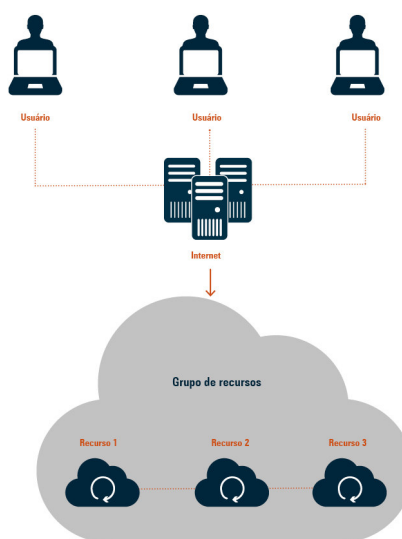 Usuário
Usuário
Usuário
Internet
Grupo de recursos
Recurso 1
Recurso 2
Recurso 3